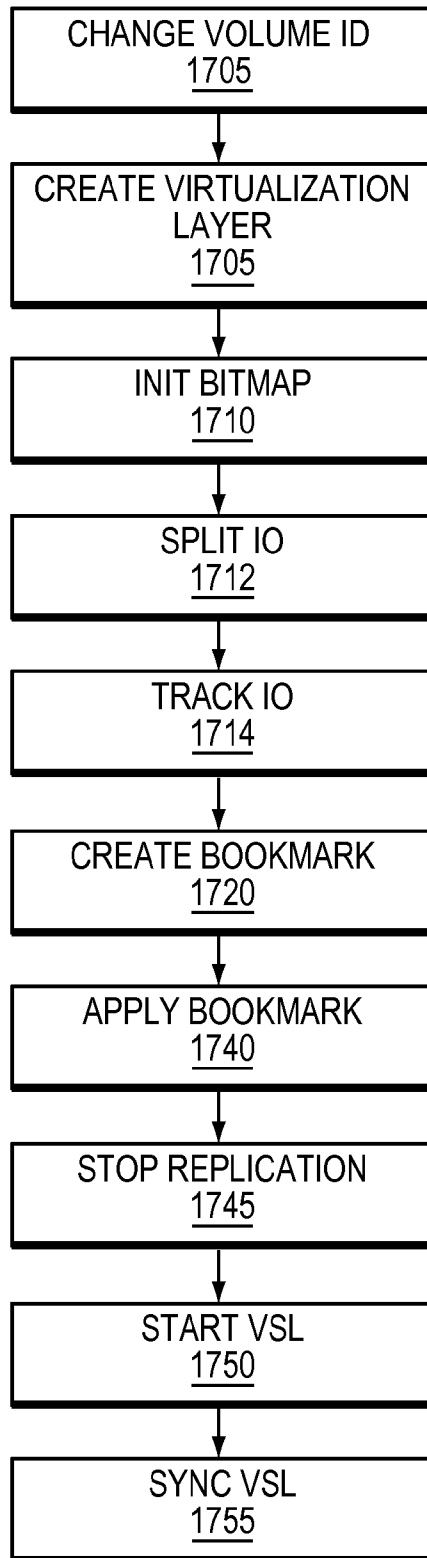 CHANGE VOLUME ID
1705
CREATE VIRTUALIZATION
LAYER
1705
INIT BITMAP
1710
SPLIT IO
1712
TRACK IO
1714
CREATE BOOKMARK
1720
APPLY BOOKMARK
1740
STOP REPLICATION
1745
START VSL
1750
SYNC VSL
1755